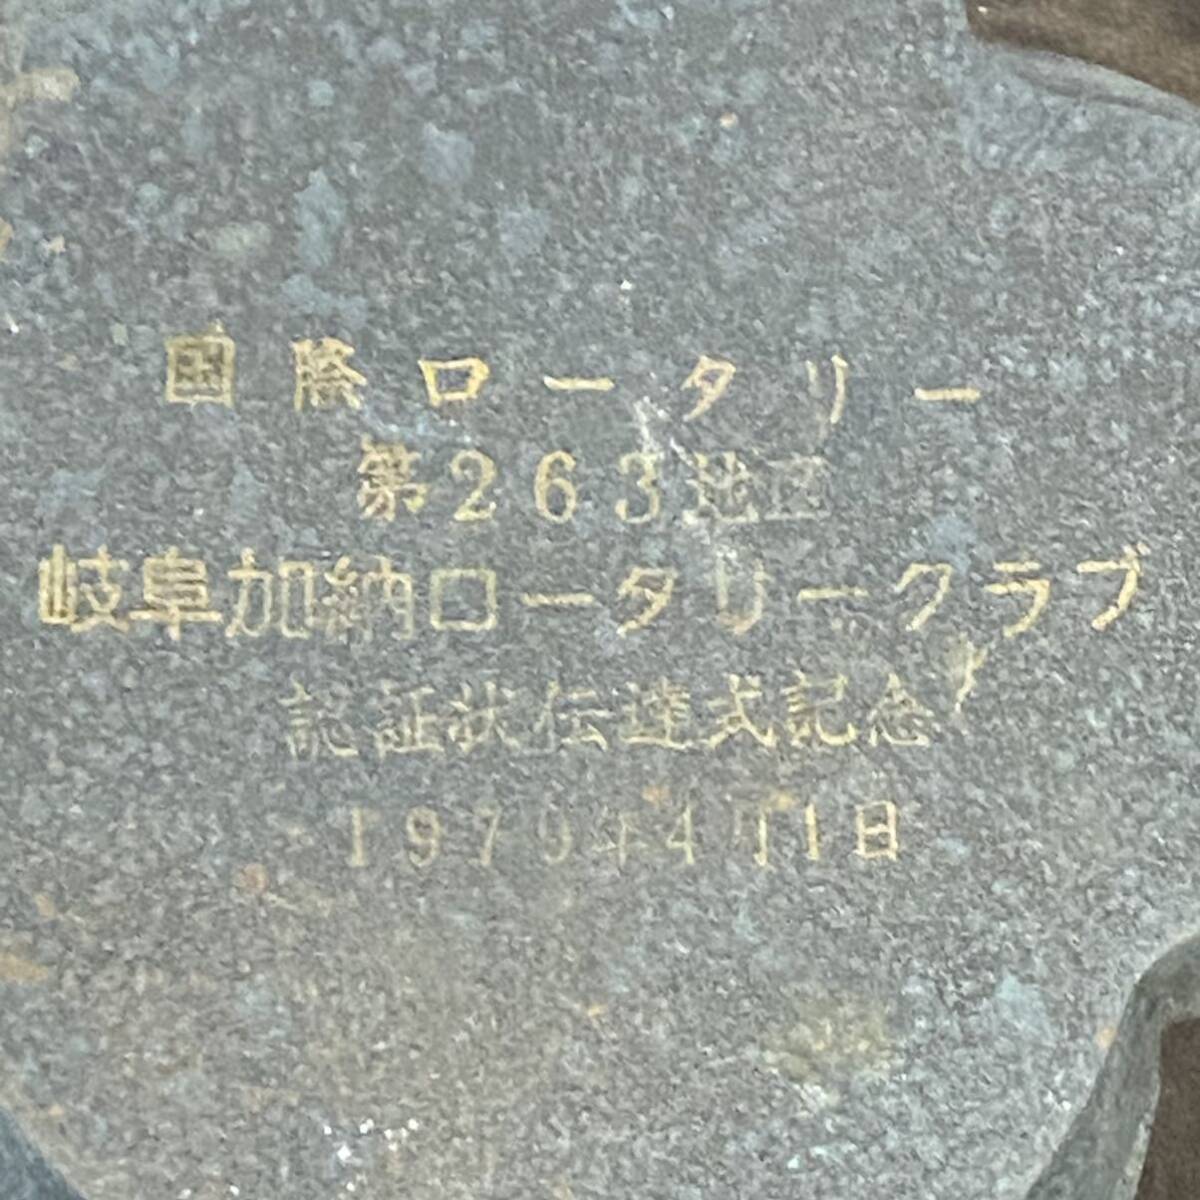 国際ロータリー
第263地区
岐阜加納ロータリークラブ
認証状伝達式記念
1979年4月1日